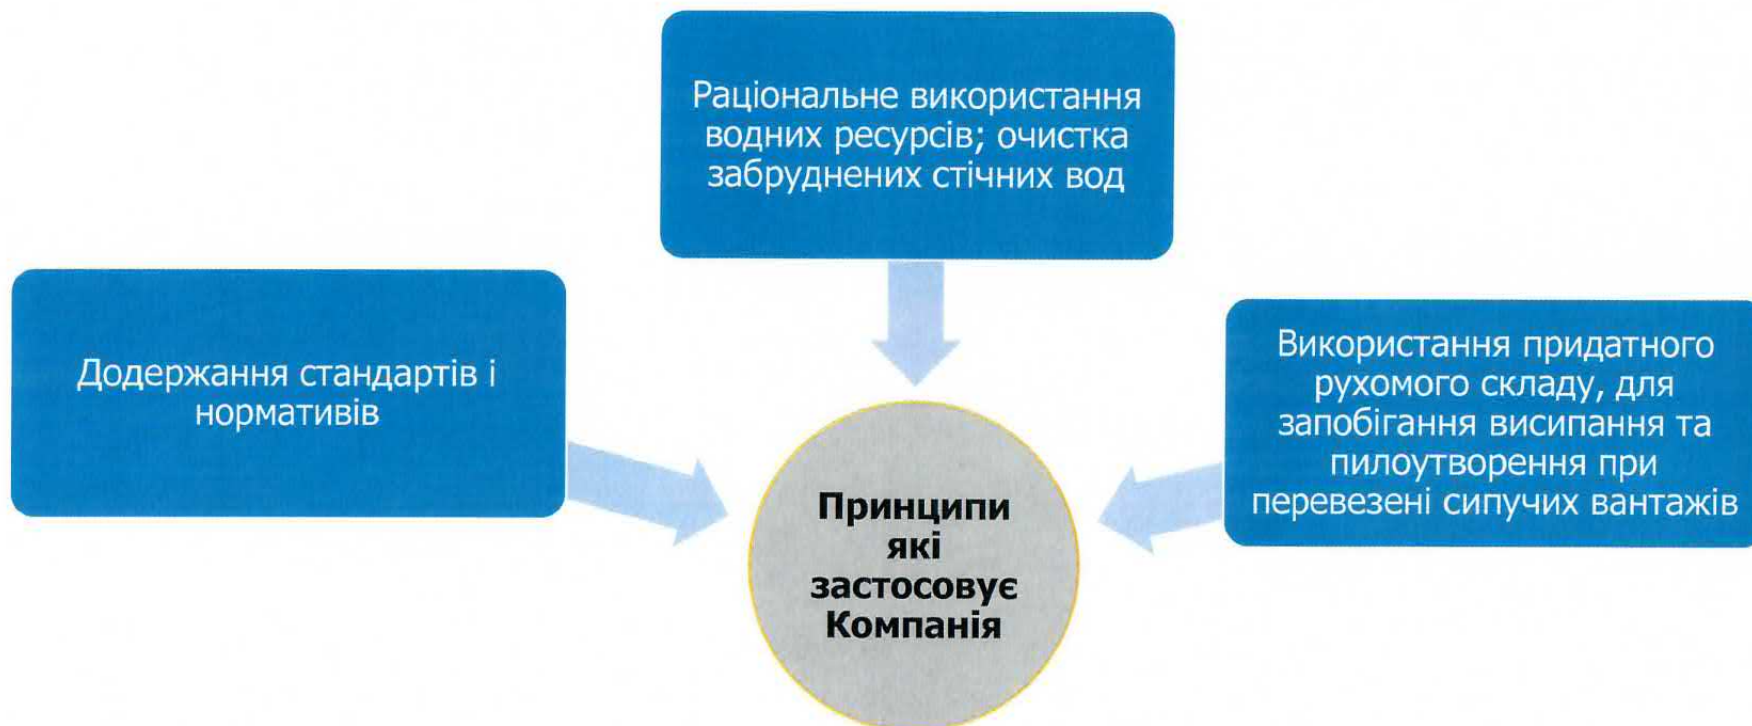 Раціональне використання
водних ресурсів; очистка
забруднених стічних вод
Додержання стандартів і
нормативів
Використання придатного
рухомого складу, для
запобігання висипання та
пилоутворення при
перевезені сипучих вантажів
Принципи
які
застосовує
Компанія